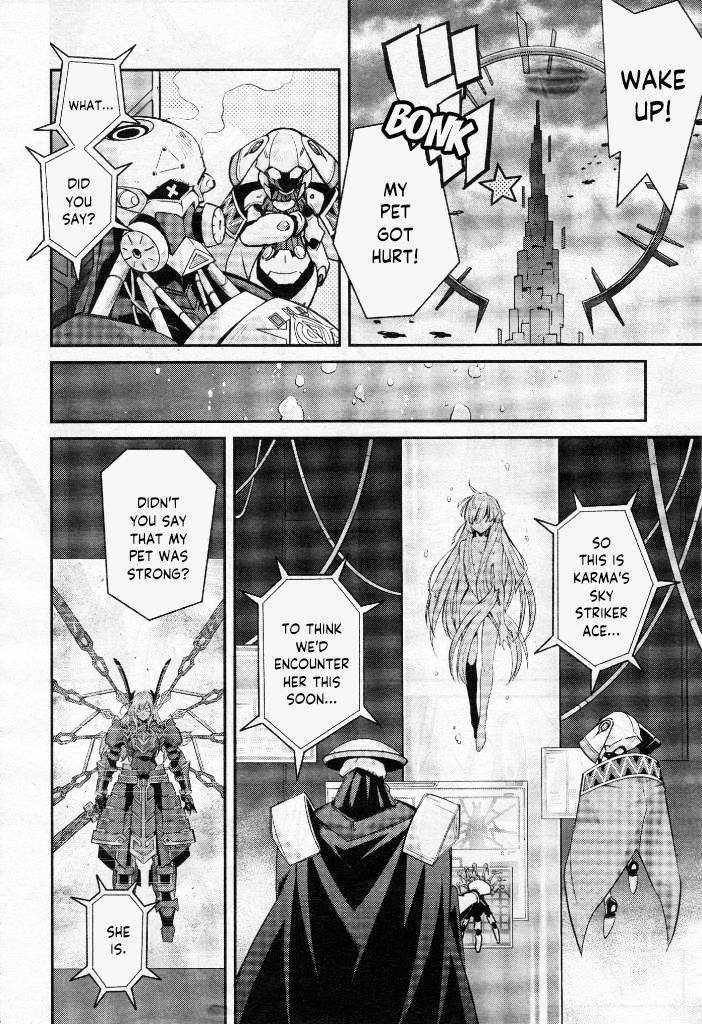 WAKE
UP!
BONK
MY
PET
GOT
HURT!
WHAT...
DID
YOU
SAY?
SO
THIS IS
KARMA'S
SKY
STRIKER
ACE...
TO THINK
WE'D
ENCOUNTER
HER THIS
SOON...
DIDN'T
YOU SAY
THAT MY
PET WAS
STRONG?
SHE
IS.